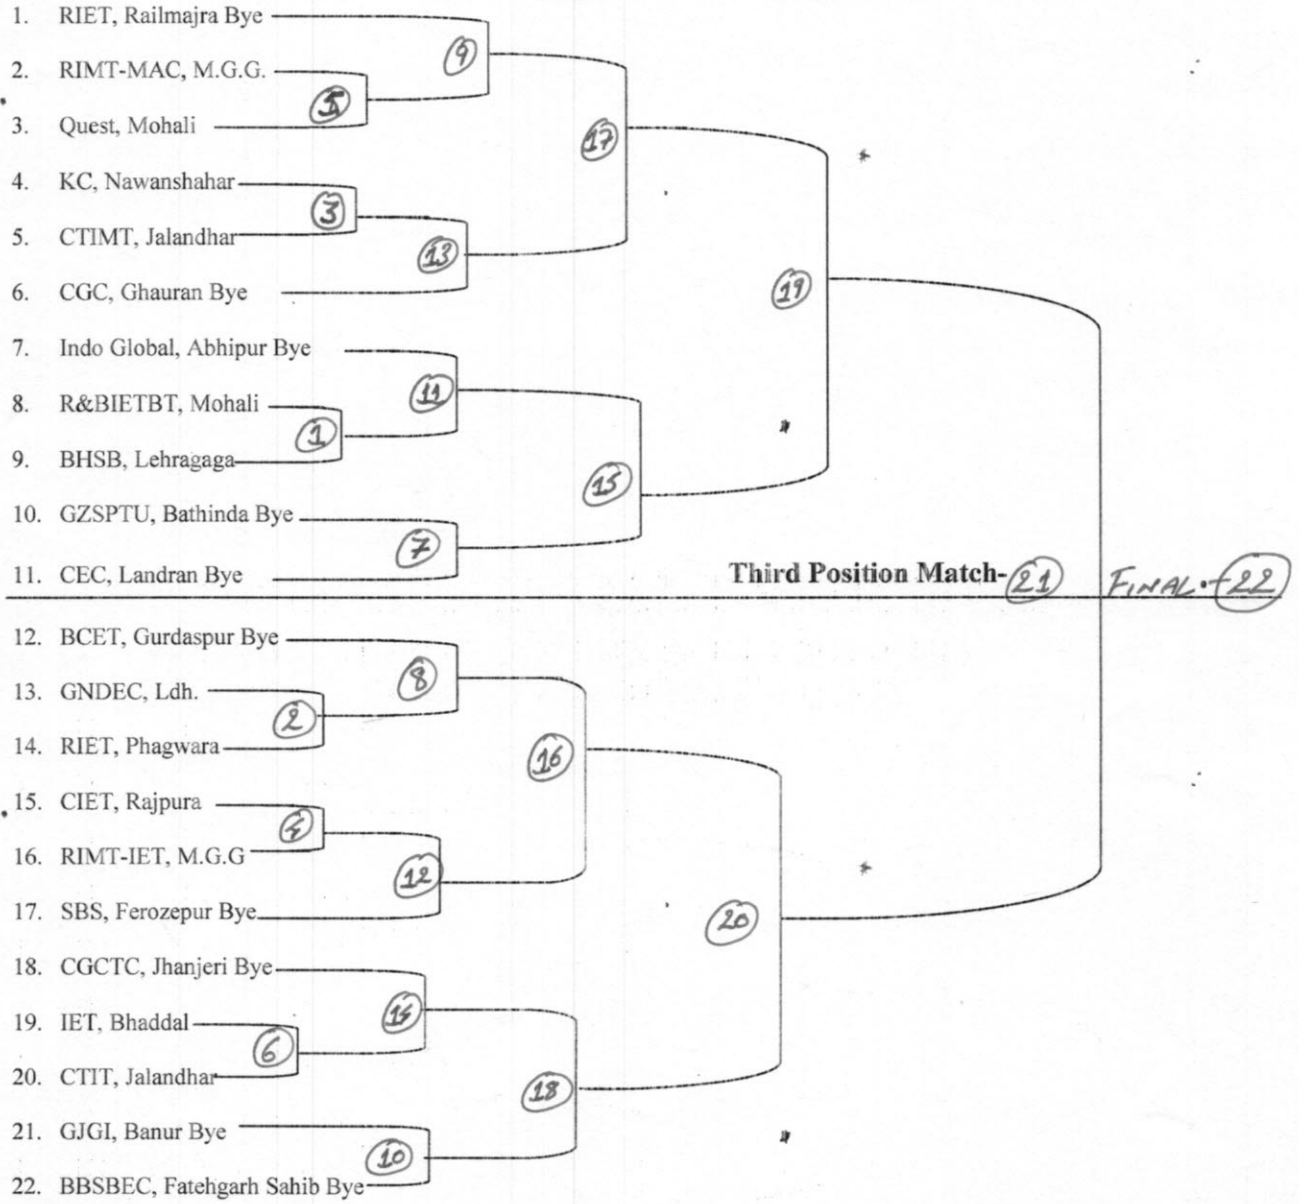 1. RIET, Railmajra Bye
9
2. RIMT-MAC, M.G.G.
5
3. Quest, Mohali
17
4. KC, Nawanshahar
3
5. CTIMT, Jalandhar
13
6. CGC, Ghauran Bye
19
7. Indo Global, Abhipur Bye
11
8. R&BIETBT, Mohali
1
9. BHSB, Lehragaga
15
10. GZSPTU, Bathinda Bye
7
11. CEC, Landran Bye
Third Position Match-21 FINAL-22
12. BCET, Gurdaspur Bye
8
13. GNDEC, Ldh.
2
14. RIET, Phagwara
16
15. CIET, Rajpura
4
16. RIMT-IET, M.G.G
12
17. SBS, Ferozepur Bye
20
18. CGCTC, Jhanjeri Bye
19. IET, Bhaddal
6
20. CTIT, Jalandhar
18
21. GJGI, Banur Bye
10
22. BBSBEC, Fatehgarh Sahib Bye